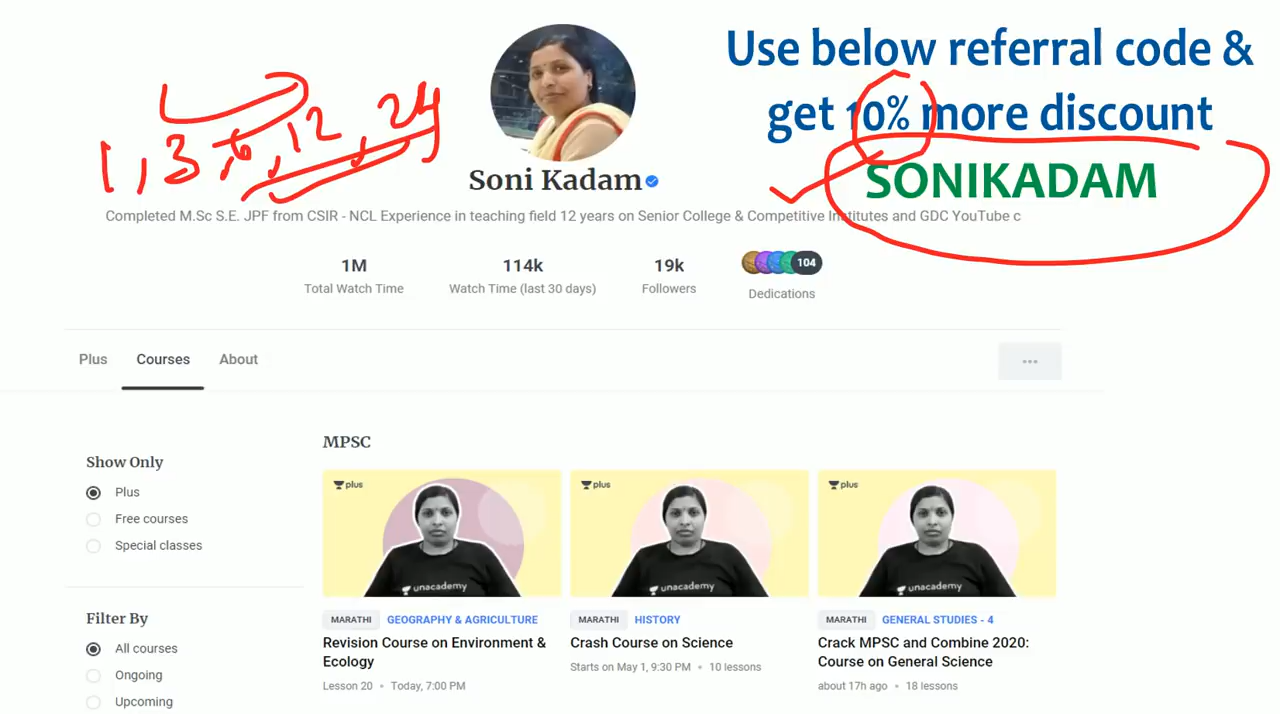 Use below referral code &
get 10% more discount
SONIKADAM
1, 3, 6, 12, 24
Soni Kadam
Completed M.Sc S.E. JPF from CSIR - NCL Experience in teaching field 12 years on Senior College & Competitive Institutes and GDC YouTube c
1M
Total Watch Time
114k
Watch Time (last 30 days)
19k
Followers
104
Dedications
Plus
Courses
About
Show Only
Plus
Free courses
Special classes
Filter By
All courses
Ongoing
Upcoming
MPSC
plus
unacademy
MARATHI GEOGRAPHY & AGRICULTURE
Revision Course on Environment &
Ecology
Lesson 20 • Today, 7:00 PM
plus
unacademy
MARATHI HISTORY
Crash Course on Science
Starts on May 1, 9:30 PM • 10 lessons
plus
unacademy
MARATHI GENERAL STUDIES - 4
Crack MPSC and Combine 2020:
Course on General Science
about 17h ago • 18 lessons